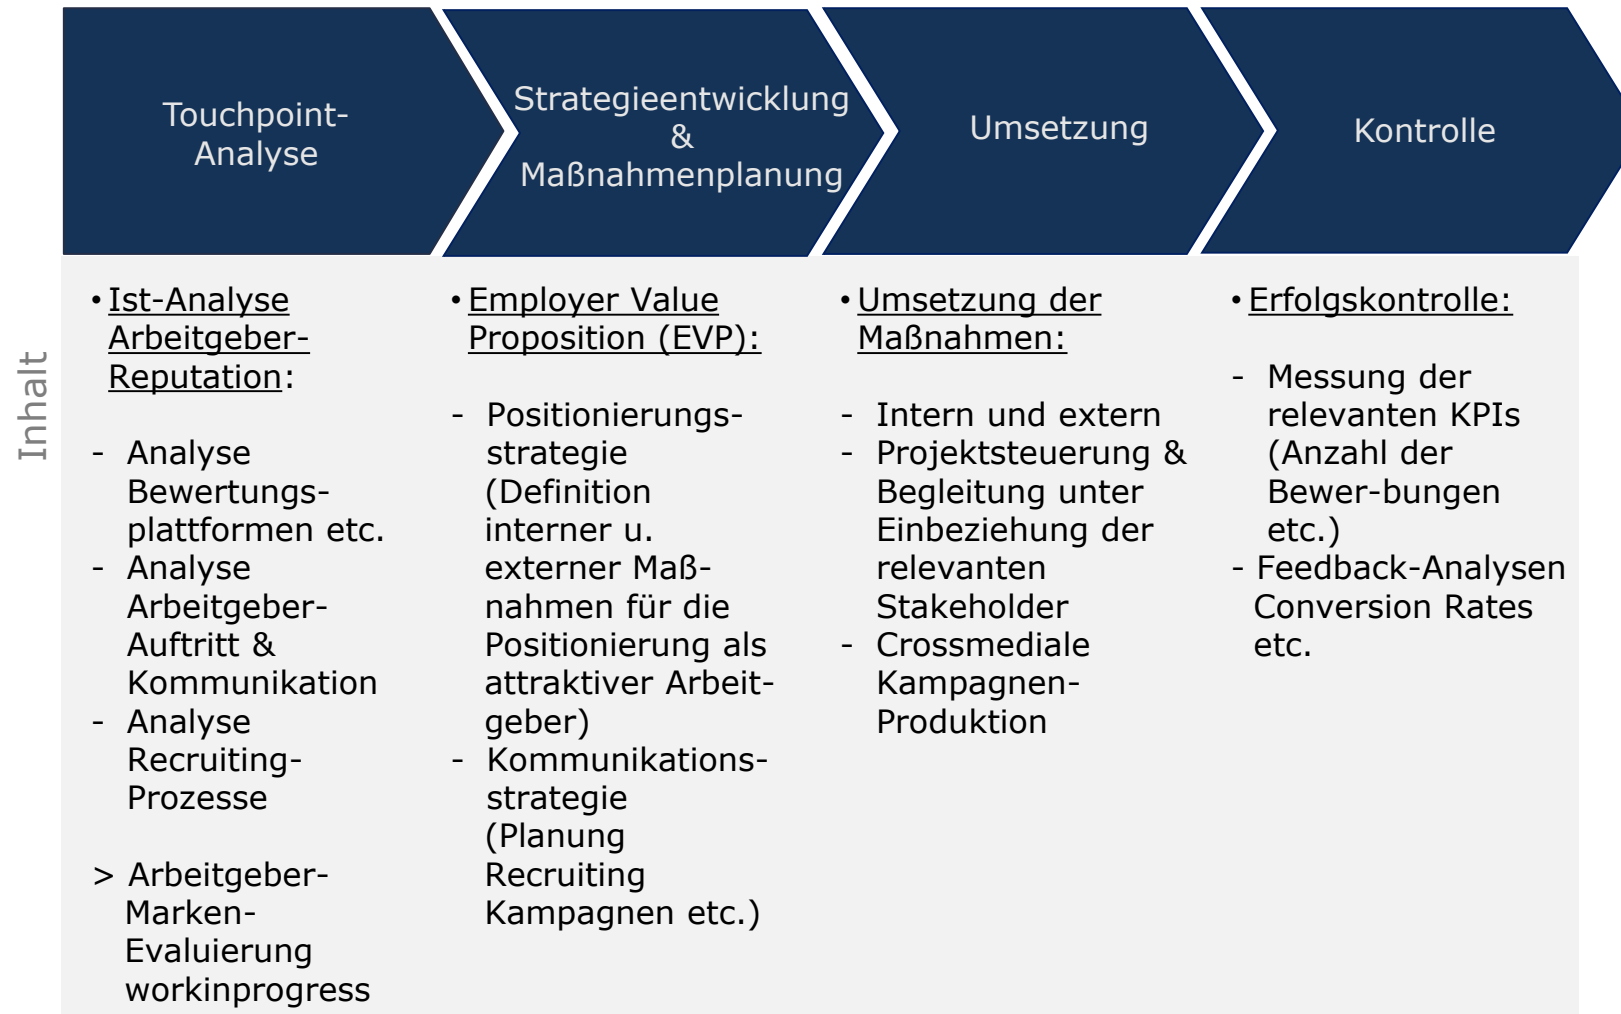 Touchpoint-
Analyse
Strategieentwicklung
&
Maßnahmenplanung
Umsetzung
Kontrolle
Inhalt
• Ist-Analyse
Arbeitgeber-
Reputation:
- Analyse
Bewertungs-
plattformen etc.
- Analyse
Arbeitgeber-
Auftritt &
Kommunikation
- Analyse
Recruiting-
Prozesse
> Arbeitgeber-
Marken-
Evaluierung
workinprogress
• Employer Value
Proposition (EVP):
- Positionierungs-
strategie
(Definition
interner u.
externer Maß-
nahmen für die
Positionierung als
attraktiver Arbeit-
geber)
- Kommunikations-
strategie
(Planung
Recruiting
Kampagnen etc.)
• Umsetzung der
Maßnahmen:
- Intern und extern
- Projektsteuerung &
Begleitung unter
Einbeziehung der
relevanten
Stakeholder
- Crossmediale
Kampagnen-
Produktion
• Erfolgskontrolle:
- Messung der
relevanten KPIs
(Anzahl der
Bewer-bungen
etc.)
- Feedback-Analysen
Conversion Rates
etc.